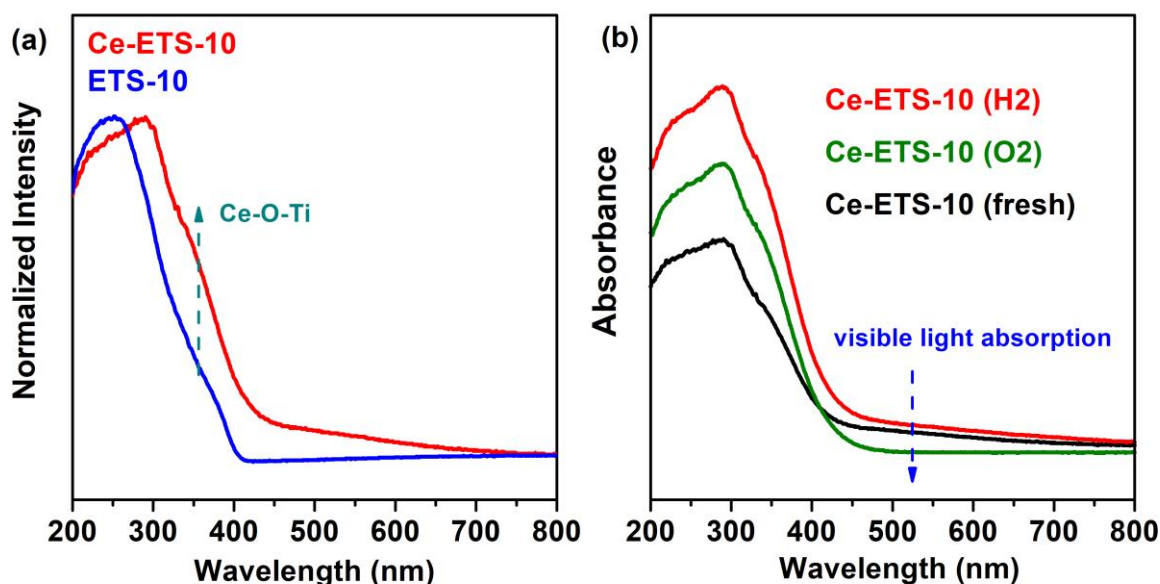 (a)
Ce-ETS-10
ETS-10
Ce-O-Ti
Normalized Intensity
200 300 400 500 600 700 800
Wavelength (nm)
(b)
Ce-ETS-10 (H2)
Ce-ETS-10 (O2)
Ce-ETS-10 (fresh)
visible light absorption
Absorbance
200 300 400 500 600 700 800
Wavelength (nm)